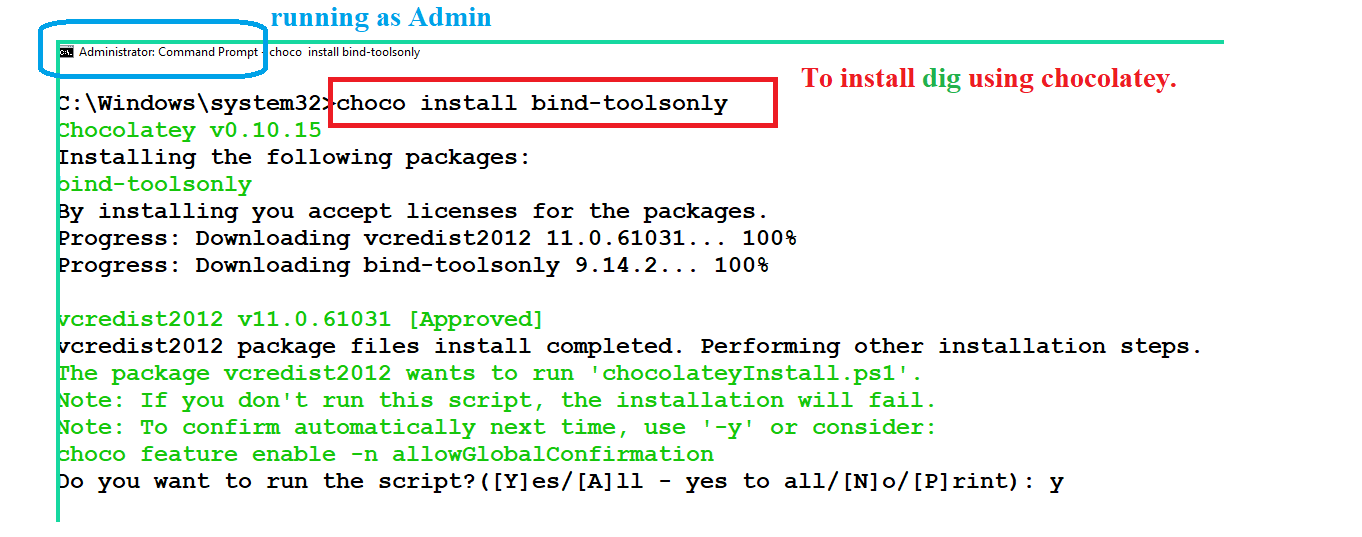 running as Admin
Administrator: Command Prompt - choco  install bind-toolsonly
To install dig using chocolatey.
C:\Windows\system32>choco install bind-toolsonly
Chocolatey v0.10.15
Installing the following packages:
bind-toolsonly
By installing you accept licenses for the packages.
Progress: Downloading vcredist2012 11.0.61031... 100%
Progress: Downloading bind-toolsonly 9.14.2... 100%
vcredist2012 v11.0.61031 [Approved]
vcredist2012 package files install completed. Performing other installation steps.
The package vcredist2012 wants to run 'chocolateyInstall.ps1'.
Note: If you don't run this script, the installation will fail.
Note: To confirm automatically next time, use '-y' or consider:
choco feature enable -n allowGlobalConfirmation
Do you want to run the script?([Y]es/[A]ll - yes to all/[N]o/[P]rint): y